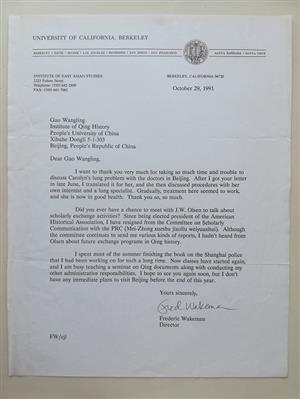 UNIVERSITY OF CALIFORNIA, BERKELEY
BERKELEY • DAVIS • IRVINE • LOS ANGELES • RIVERSIDE • SAN DIEGO • SAN FRANCISCO
SANTA BARBARA • SANTA CRUZ
INSTITUTE OF EAST ASIAN STUDIES
BERKELEY, CALIFORNIA 94720
2223 Fulton Street
Telephone: (510) 642-2809
FAX: (510) 643-7062
October 29, 1991
Gao Wangling
Institute of Qing History
People's University of China
Xihshe Dongli 5-1-303
Beijing, People's Republic of China
Dear Gao Wangling,
I want to thank you very much for taking so much time and trouble to
discuss Carolyn's lung problem with the doctors in Beijing. After I got your letter
in late June, I translated it for her, and she then discussed procedures with her own
internist and a lung specialist. Gradually, treatment here seemed to work,
and she is now in good health. Thank you so, so much.
Did you ever have a chance to meet with J.W. Olsen to talk about
scholarly exchange activities? Since being elected president of the American
Historical Association, I have resigned from the Committee on Scholarly
Communication with the PRC (Mei-Zhong xueshu jiaoliu weiyuanhui). Although
the committee continues to send me various kinds of reports, I hadn't heard from
Olsen about future exchange programs in Qing history.
I spent most of the summer finishing the book on the Shanghai police
that I had been working on for such a long time. Now classes have started again,
and I am busy teaching a seminar on Qing documents along with conducting my
other administrative responsibilities. I hope to see you again soon, but I don't
have any immediate plans to visit Beijing before the end of this year.
Yours sincerely,
Fred Wakeman
Frederic Wakeman
Director
FW/ejl